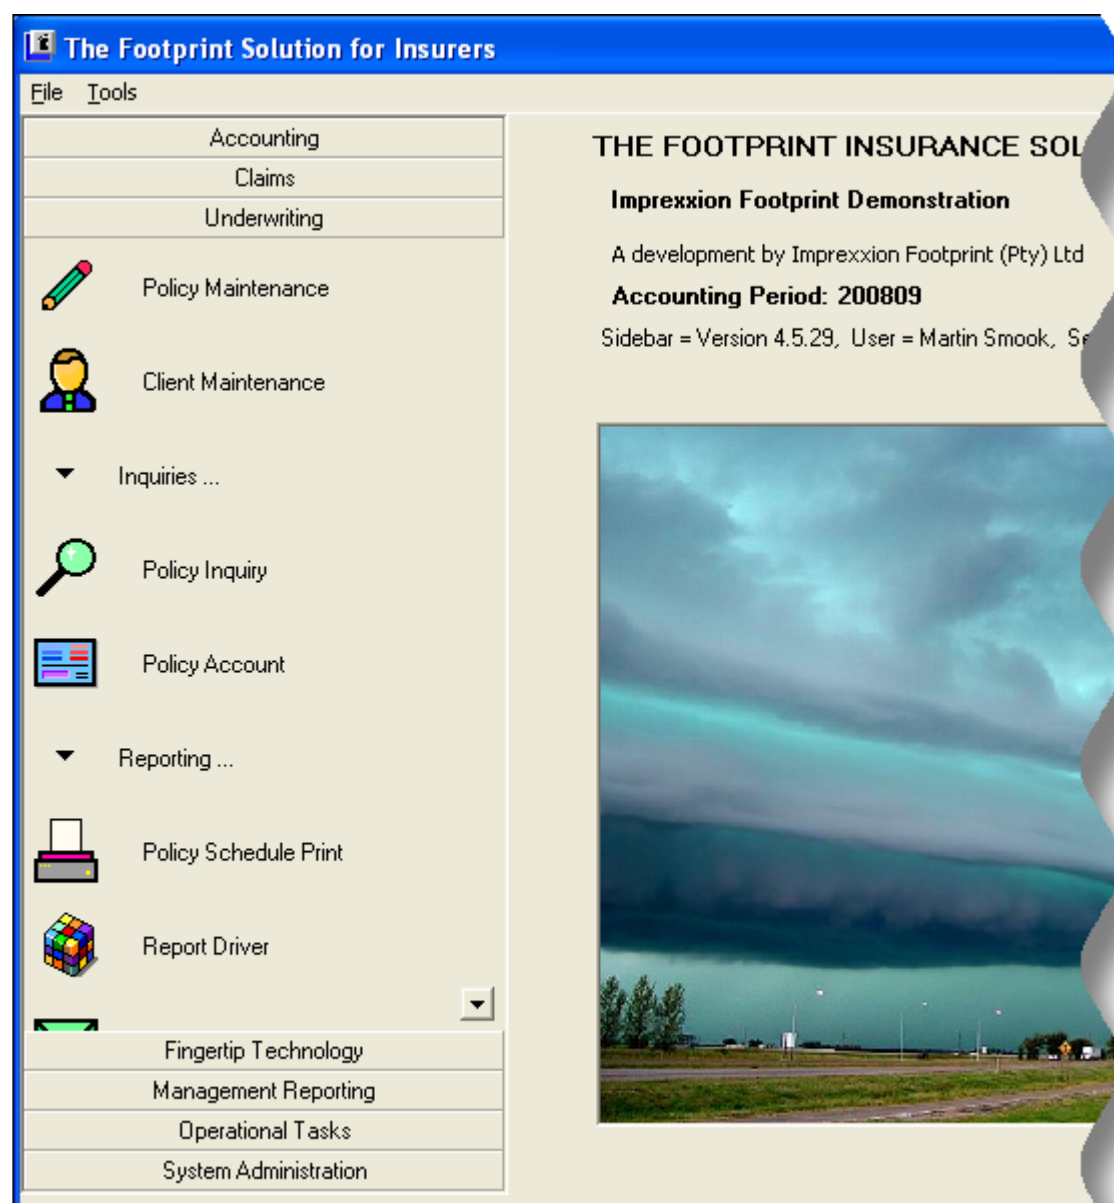 The Footprint Solution for Insurers
File Tools
Accounting
Claims
Underwriting
Policy Maintenance
Client Maintenance
Inquiries ...
Policy Inquiry
Policy Account
Reporting ...
Policy Schedule Print
Report Driver
Fingertip Technology
Management Reporting
Operational Tasks
System Administration
THE FOOTPRINT INSURANCE SOL
Imprexxion Footprint Demonstration
A development by Imprexxion Footprint (Pty) Ltd
Accounting Period: 200809
Sidebar = Version 4.5.29, User = Martin Smook, Se